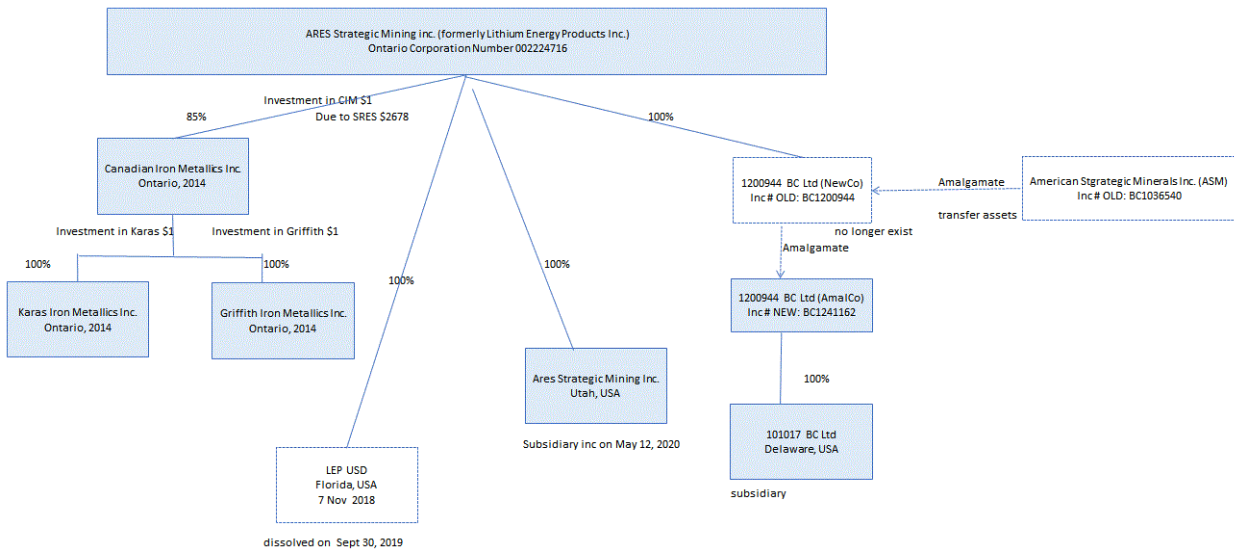 ARES Strategic Mining inc. (formerly Lithium Energy Products Inc.)
Ontario Corporation Number 002224716
Investment in CIM $1
85%
Due to SRES $2678
100%
Canadian Iron Metallics Inc.
Ontario, 2014
1200944 BC Ltd (NewCo)
Inc# OLD: BC1200944
Amalgamate
American Stgrategic Minerals Inc. (ASM)
Inc# OLD: BC1036540
transfer assets
no longer exist
Amalgamate
Investment in Karas $1
Investment in Griffith $1
100%
100%
100%
100%
Karas Iron Metallics Inc.
Ontario, 2014
Griffith Iron Metallics Inc.
Ontario, 2014
1200944 BC Ltd (AmalCo)
Inc# NEW: BC1241162
Ares Strategic Mining Inc.
Utah, USA
100%
Subsidiary inc on May 12, 2020
101017 BC Ltd
Delaware, USA
subsidiary
LEP USD
Florida, USA
7 Nov 2018
dissolved on Sept 30, 2019